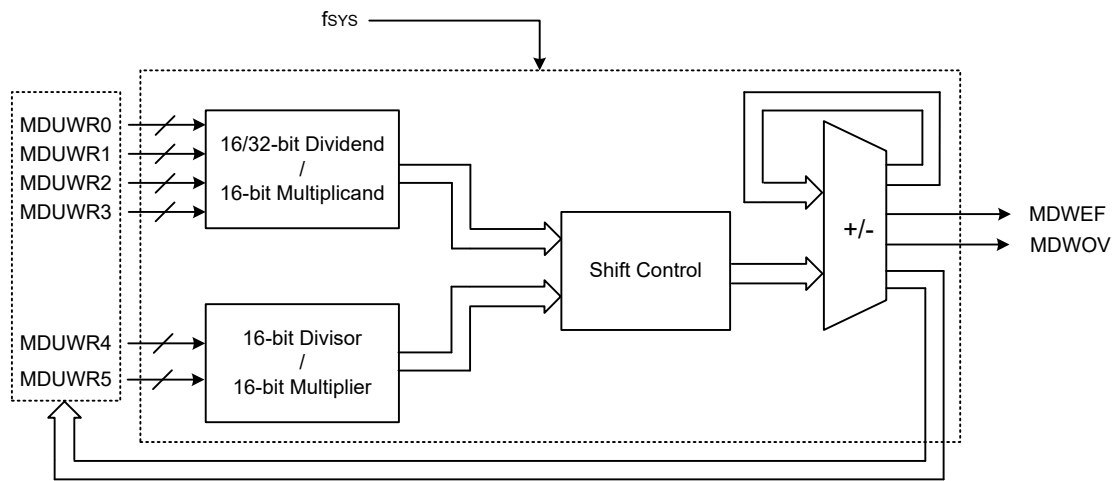 fSYS
MDUWR0
MDUWR1
MDUWR2
MDUWR3
MDUWR4
MDUWR5
16/32-bit Dividend
/
16-bit Multiplicand
16-bit Divisor
/
16-bit Multiplier
Shift Control
+/-
MDWEF
MDWOV